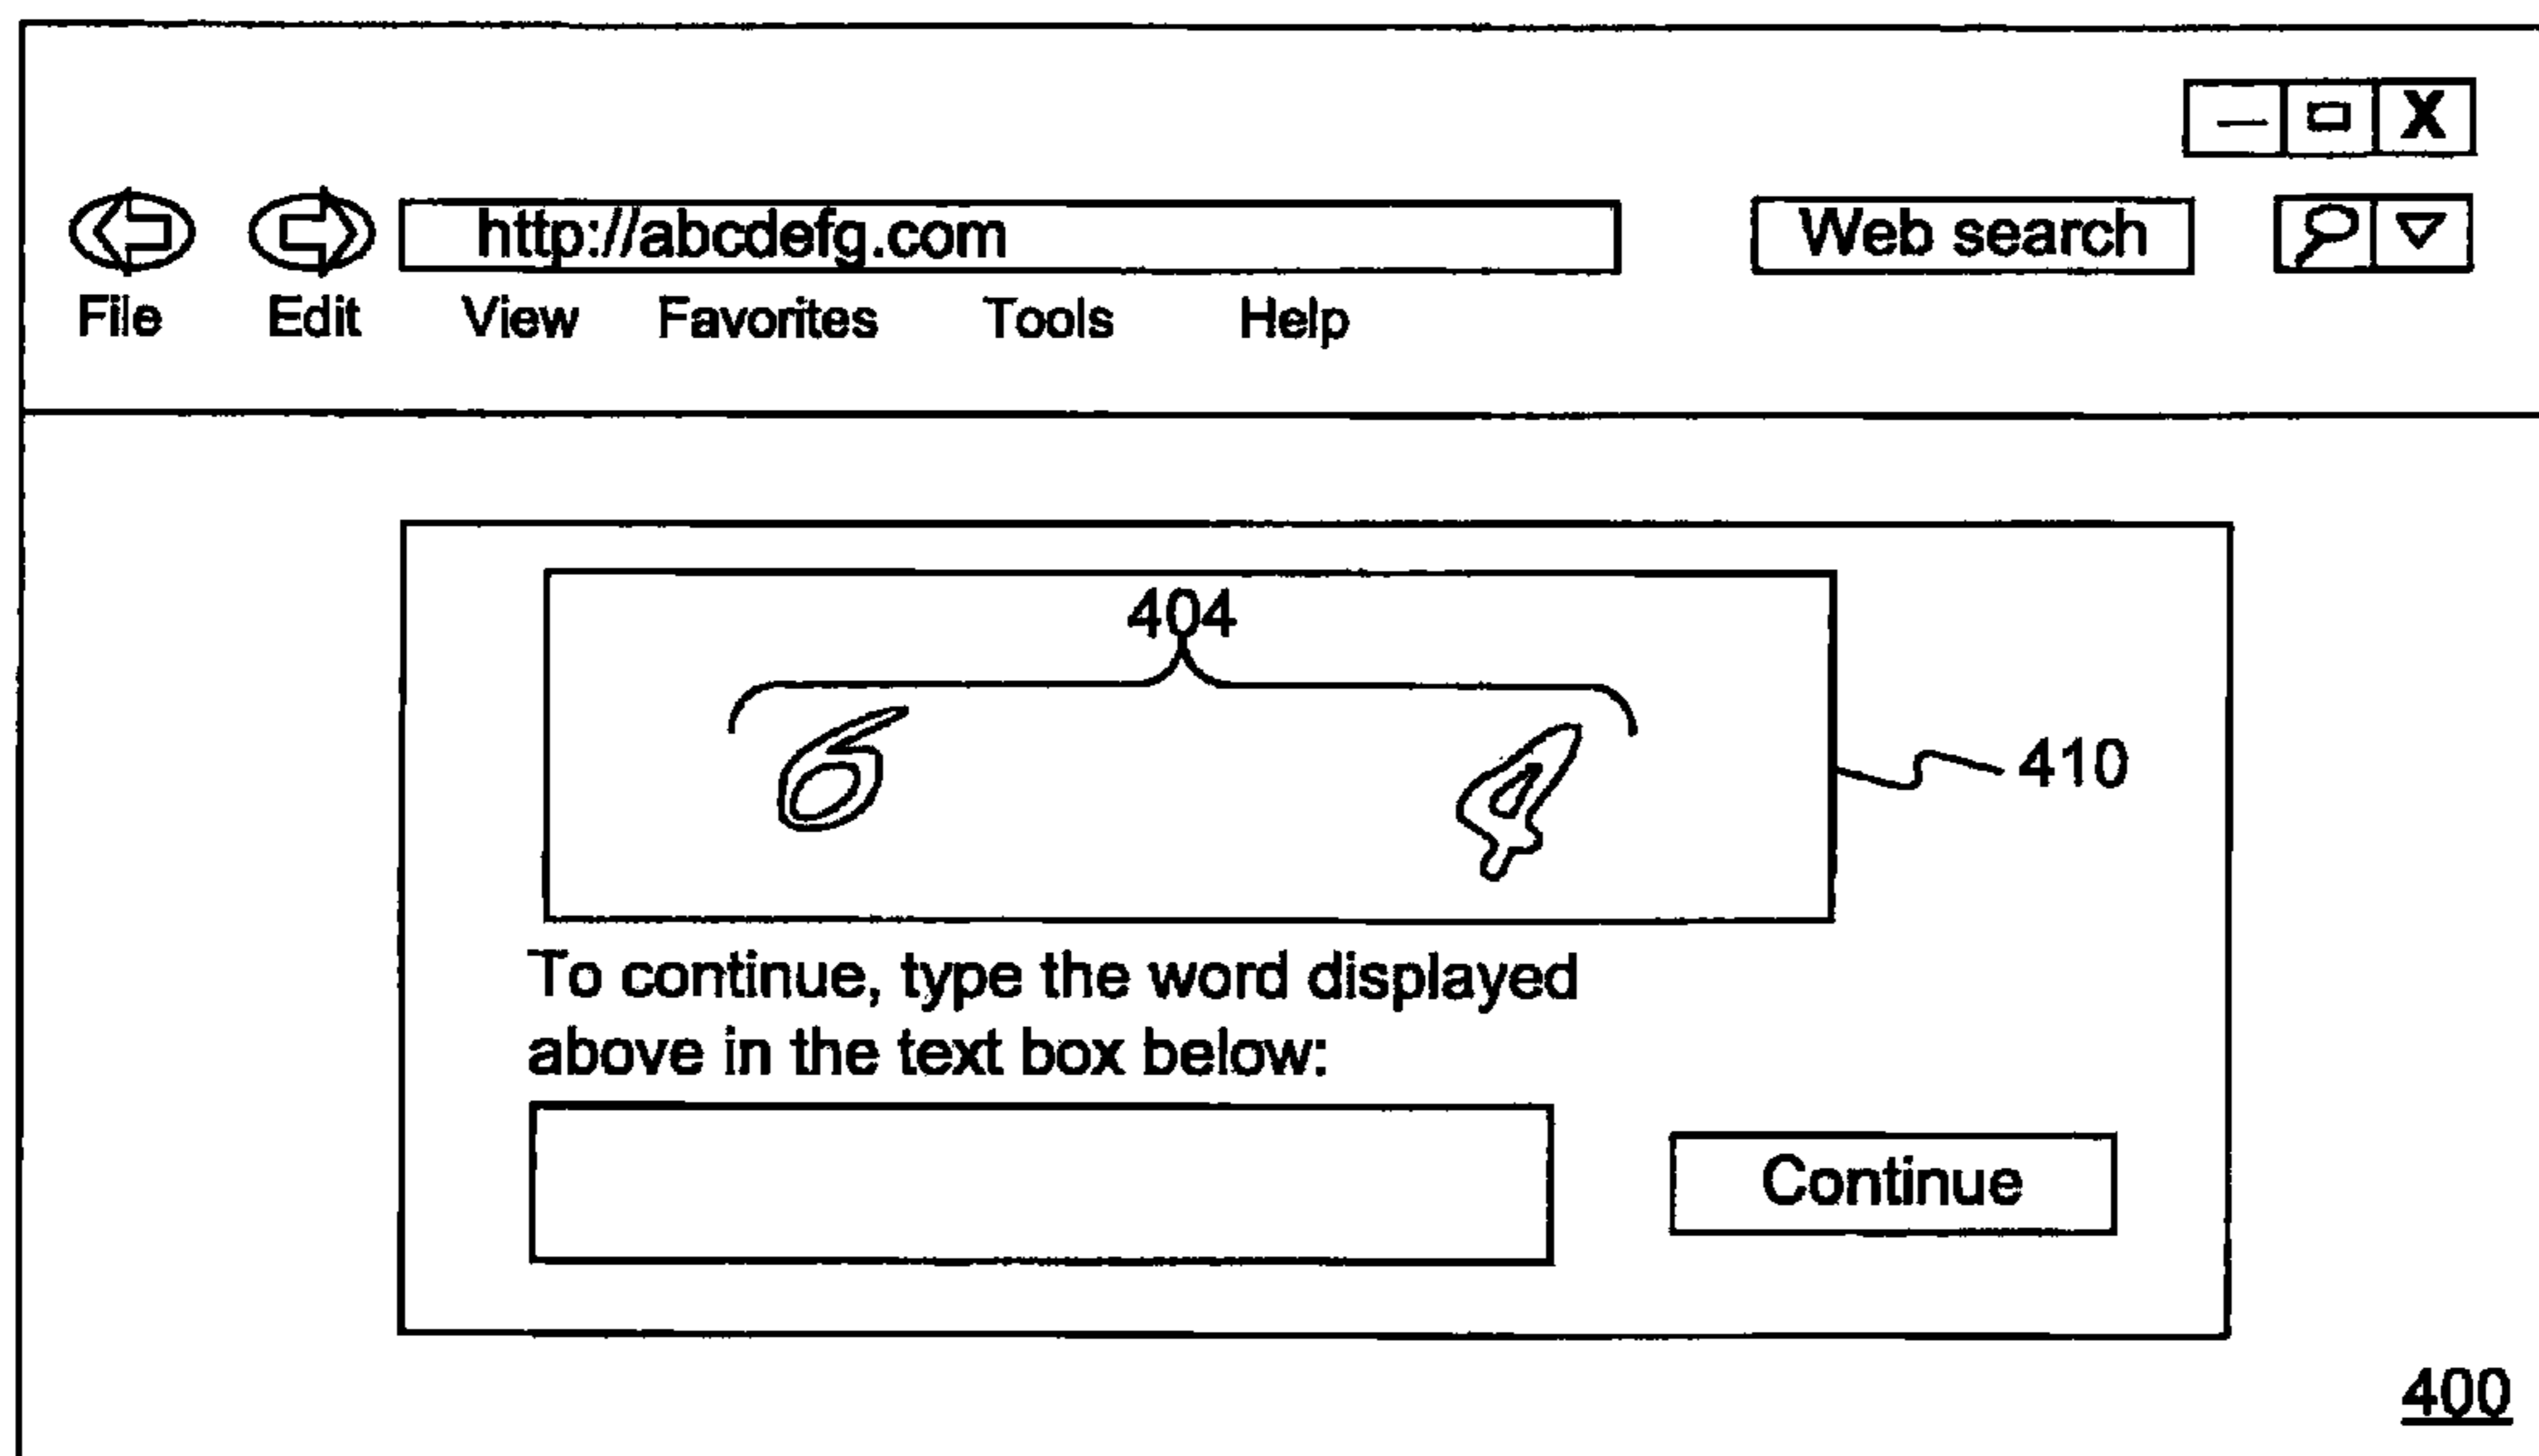 X
http://abcdefg.com Web search
File Edit View Favorites Tools Help
404
6 4
410
To continue, type the word displayed
above in the text box below:
Continue
400